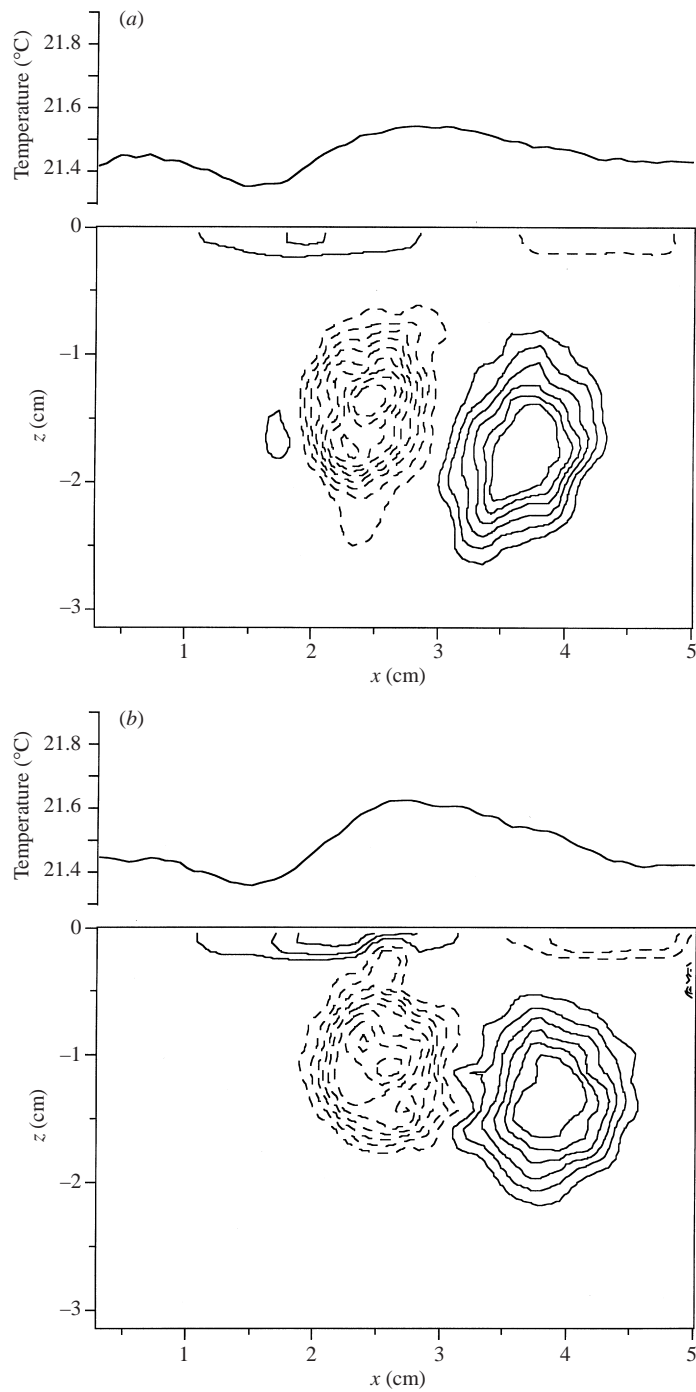 (a)
Temperature (°C)
21.8
21.6
21.4
z (cm)
0
–1
–2
–3
1 2 3 4 5
x (cm)
(b)
Temperature (°C)
21.8
21.6
21.4
z (cm)
0
–1
–2
–3
1 2 3 4 5
x (cm)